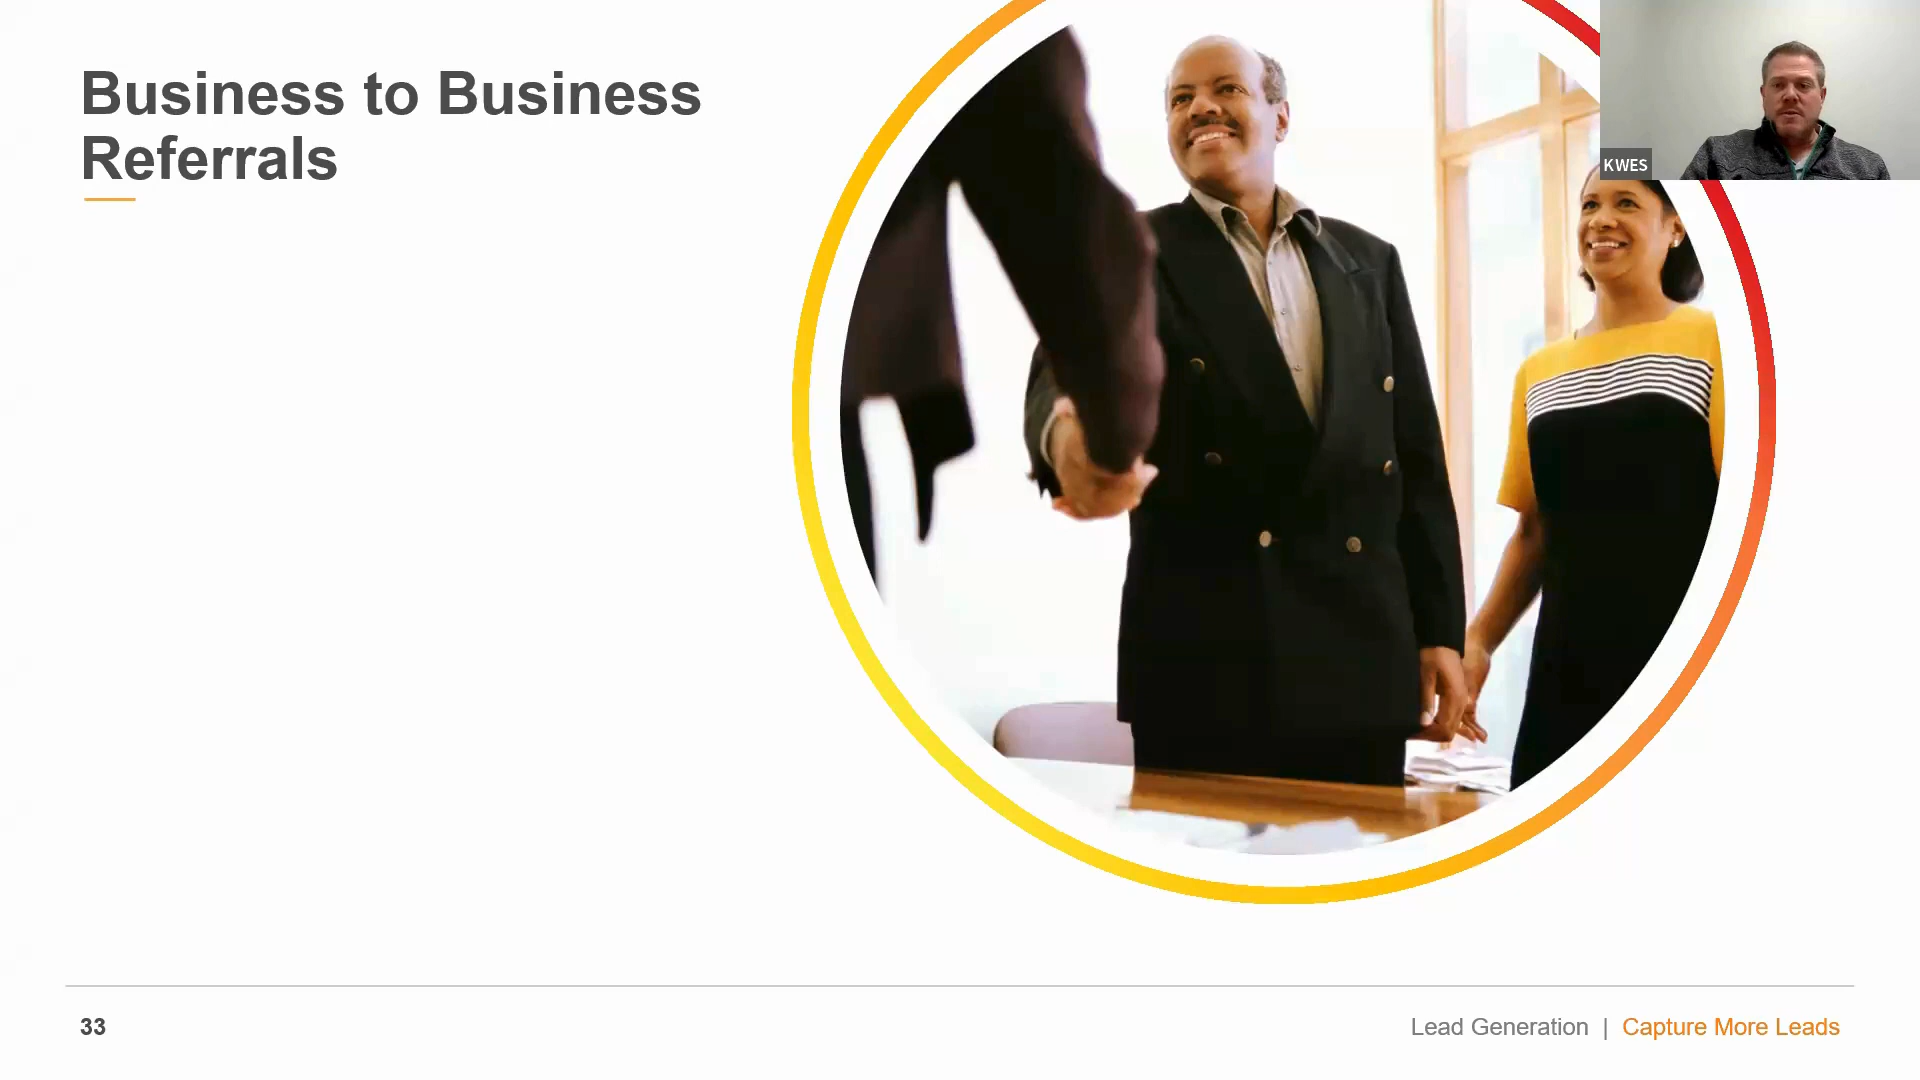 Business to Business
Referrals
KWES
33
Lead Generation | Capture More Leads